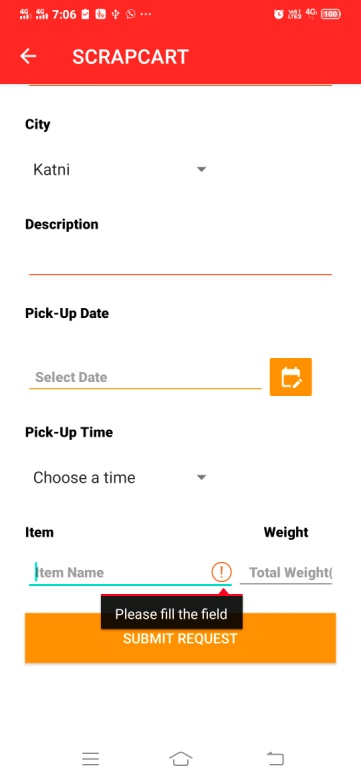 7:06
100
SCRAPCART
City
Katni
Description
Pick-Up Date
Select Date
Pick-Up Time
Choose a time
Item Weight
Item Name Total Weight(
Please fill the field
SUBMIT REQUEST